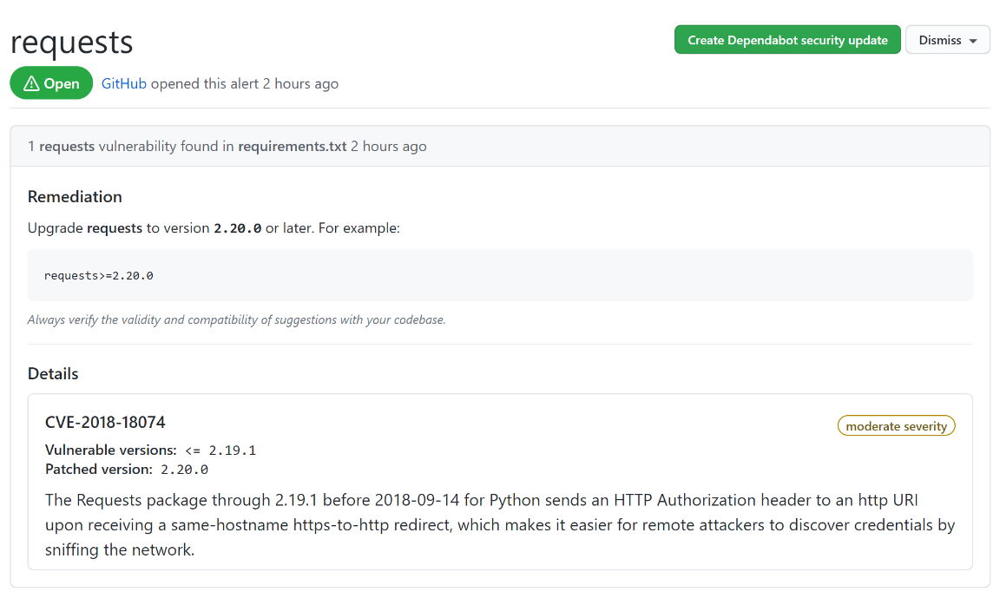 requests
Create Dependabot security update
Dismiss
Open
GitHub opened this alert 2 hours ago
1 requests vulnerability found in requirements.txt 2 hours ago
Remediation
Upgrade requests to version 2.20.0 or later. For example:
requests>=2.20.0
Always verify the validity and compatibility of suggestions with your codebase.
Details
CVE-2018-18074
moderate severity
Vulnerable versions: <= 2.19.1
Patched version: 2.20.0
The Requests package through 2.19.1 before 2018-09-14 for Python sends an HTTP Authorization header to an http URI
upon receiving a same-hostname https-to-http redirect, which makes it easier for remote attackers to discover credentials by
sniffing the network.